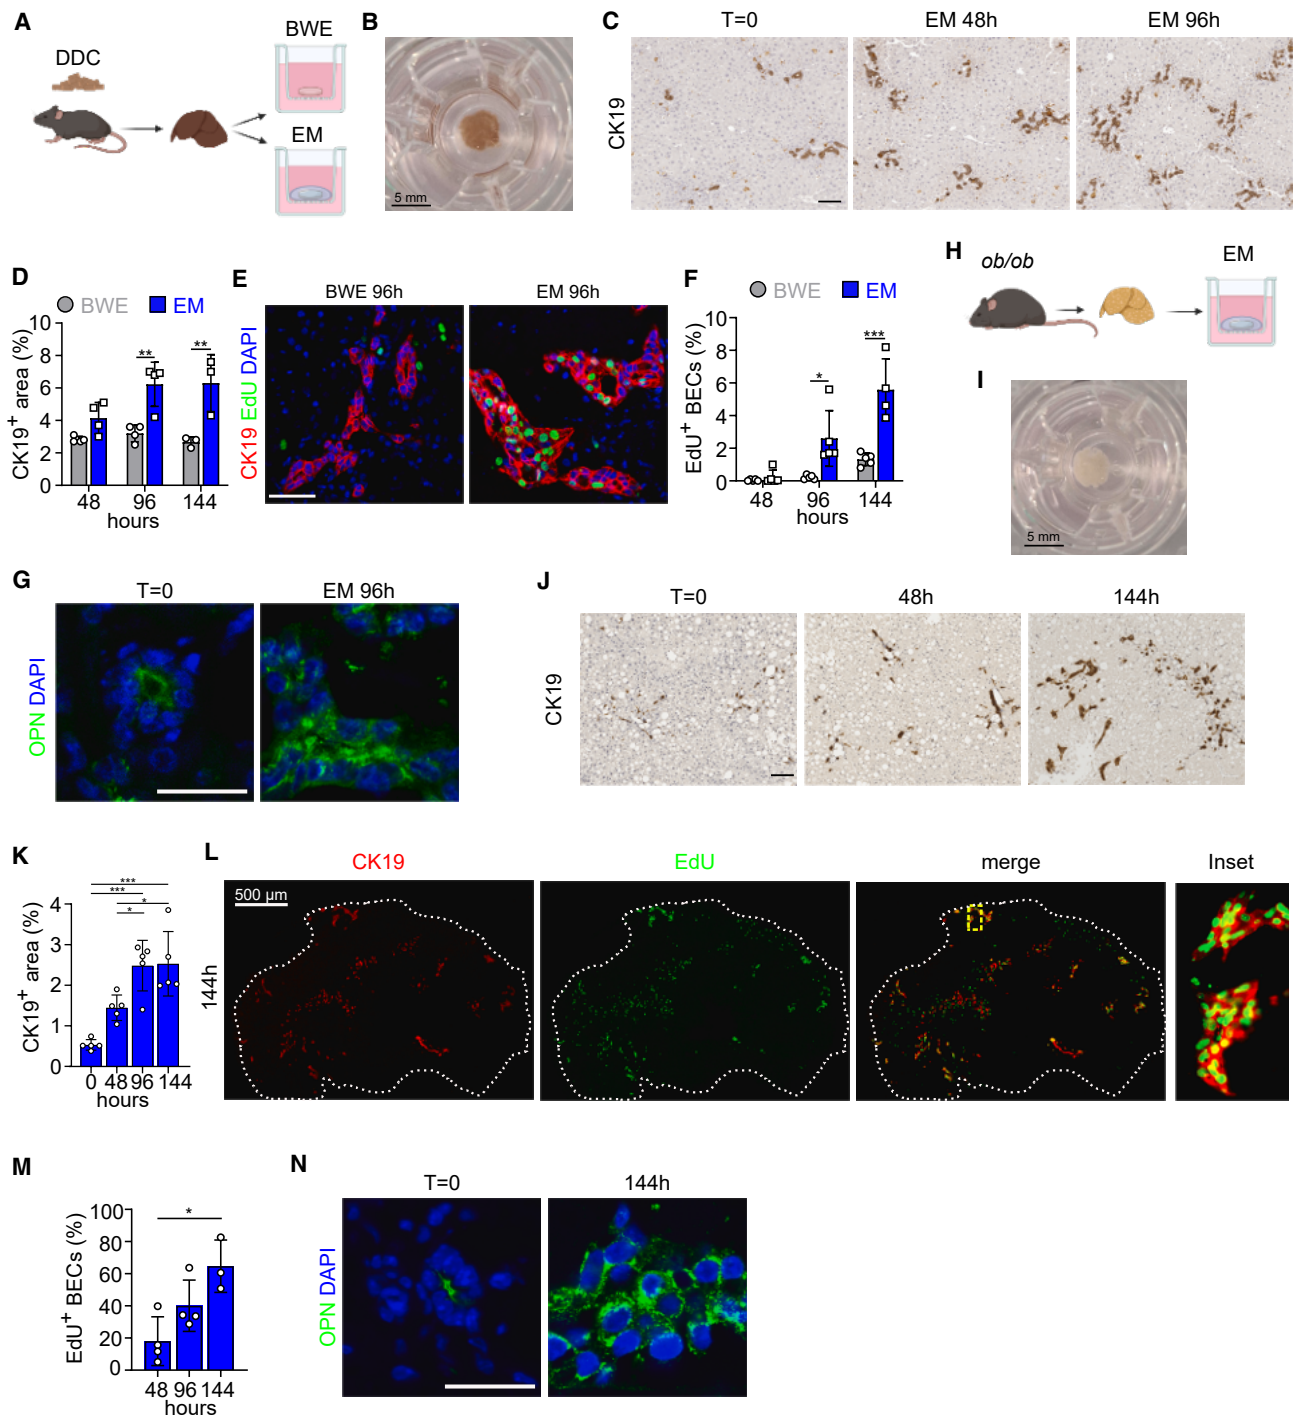 A
DDC
BWE
EM
B
5 mm
C
T=0
EM 48h
EM 96h
CK19
D
BWE
EM
CK19⁺ area (%)
10
8
6
4
2
0
**
**
48
96
144
hours
E
BWE 96h
EM 96h
CK19 EdU DAPI
F
BWE
EM
EdU⁺ BECs (%)
10
8
6
4
2
0
*
***
48
96
144
hours
H
ob/ob
EM
I
5 mm
G
T=0
EM 96h
OPN DAPI
J
T=0
48h
144h
CK19
K
CK19⁺ area (%)
4
3
2
1
0
***
***
*
*
0
48
96
144
hours
L
CK19
EdU
merge
Inset
500 µm
144h
M
EdU⁺ BECs (%)
100
80
60
40
20
0
*
48
96
144
hours
N
T=0
144h
OPN DAPI